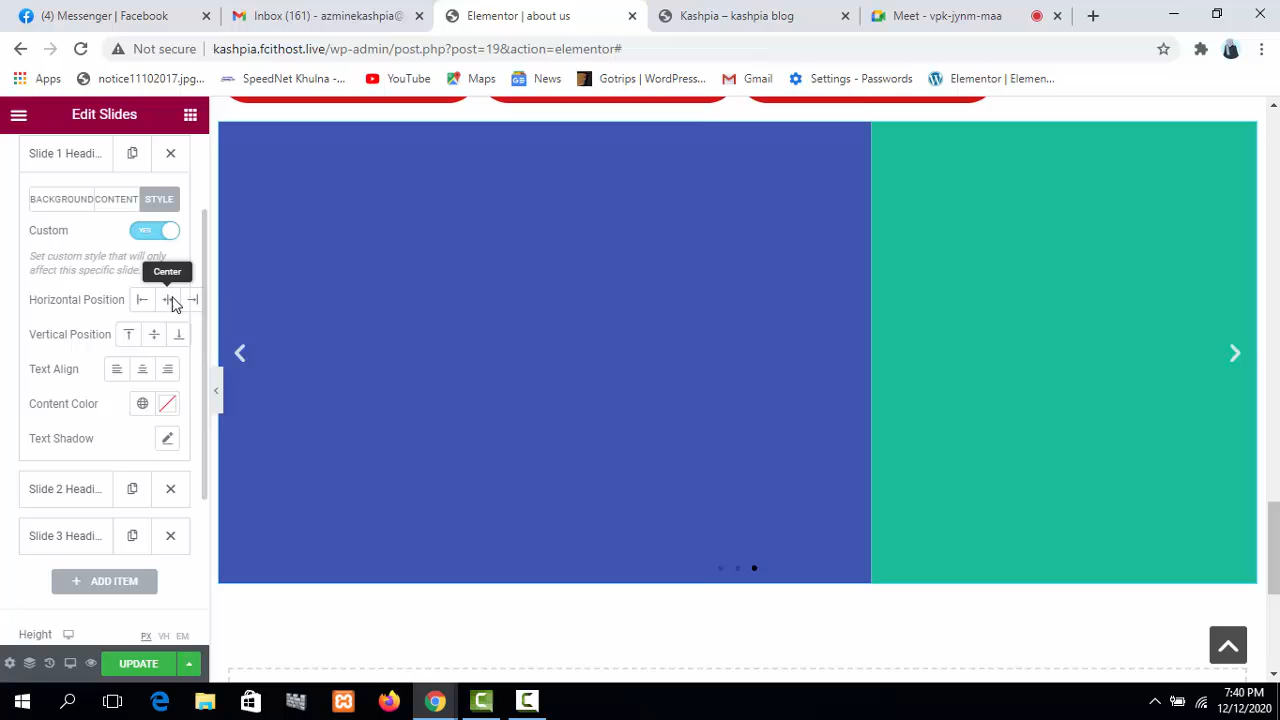 (4) Messenger | Facebook
Inbox (161) - azminekashpia@
Elementor | about us
Kashpia – kashpia blog
Meet - vpk-jynm-maa
Not secure
kashpia.fcithost.live/wp-admin/post.php?post=19&action=elementor#
Apps
notice11102017.jpg...
SpeedNet Khulna -...
YouTube
Maps
News
Gotrips | WordPress...
Gmail
Settings - Passwords
Elementor | Elemen...
Edit Slides
Slide 1 Headi...
BACKGROUND
CONTENT
STYLE
Custom
YES
Set custom style that will only
affect this specific slide.
Center
Horizontal Position
Vertical Position
Text Align
Content Color
Text Shadow
Slide 2 Headi...
Slide 3 Headi...
+ ADD ITEM
Height
PX VH EM
UPDATE
7:40 PM
12/12/2020